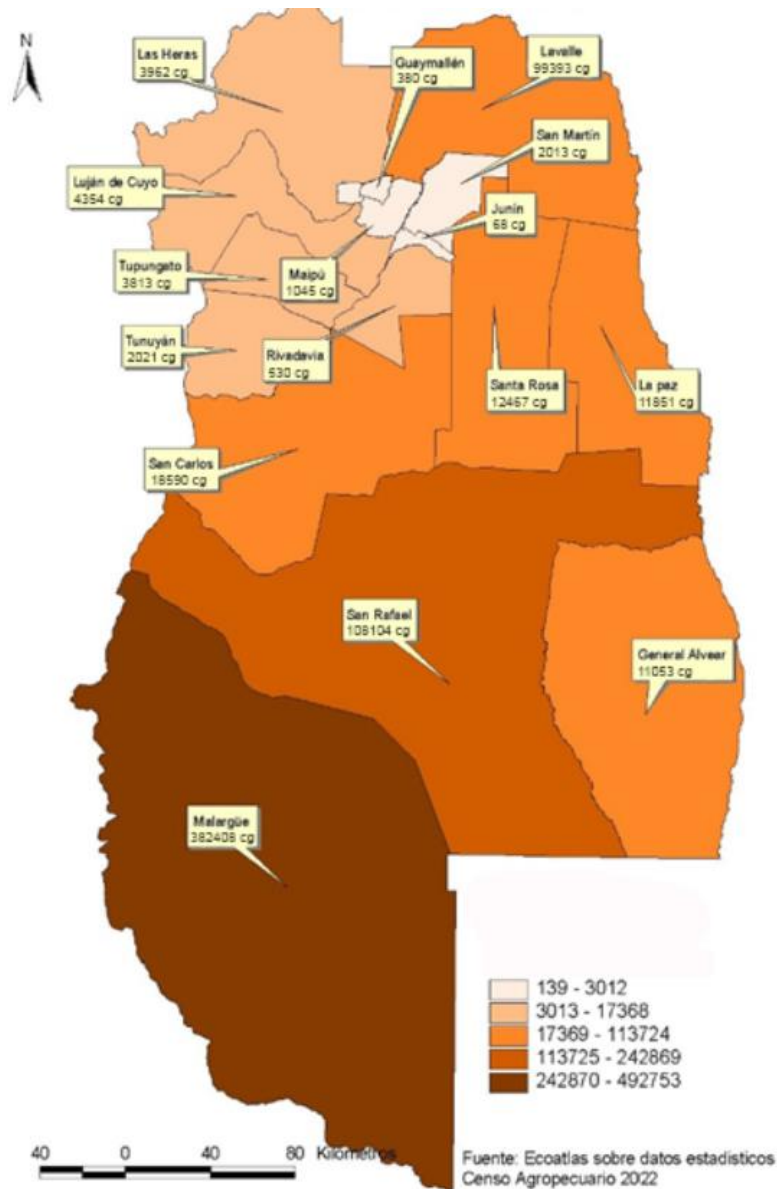 N
Las Heras
3962 cg
Guaymallén
380 cg
Lavalle
99393 cg
San Martín
2013 cg
Luján de Cuyo
4354 cg
Junín
68 cg
Tupungato
3813 cg
Maipú
1045 cg
Tunuyán
2021 cg
Rivadavia
530 cg
Santa Rosa
12467 cg
La paz
11851 cg
San Carlos
18590 cg
San Rafael
108104 cg
General Alvear
11053 cg
Malargüe
382408 cg
139 - 3012
3013 - 17368
17369 - 113724
113725 - 242869
242870 - 492753
40 0 40 80 Kilómetros
Fuente: Ecoatlas sobre datos estadisticos
Censo Agropecuario 2022